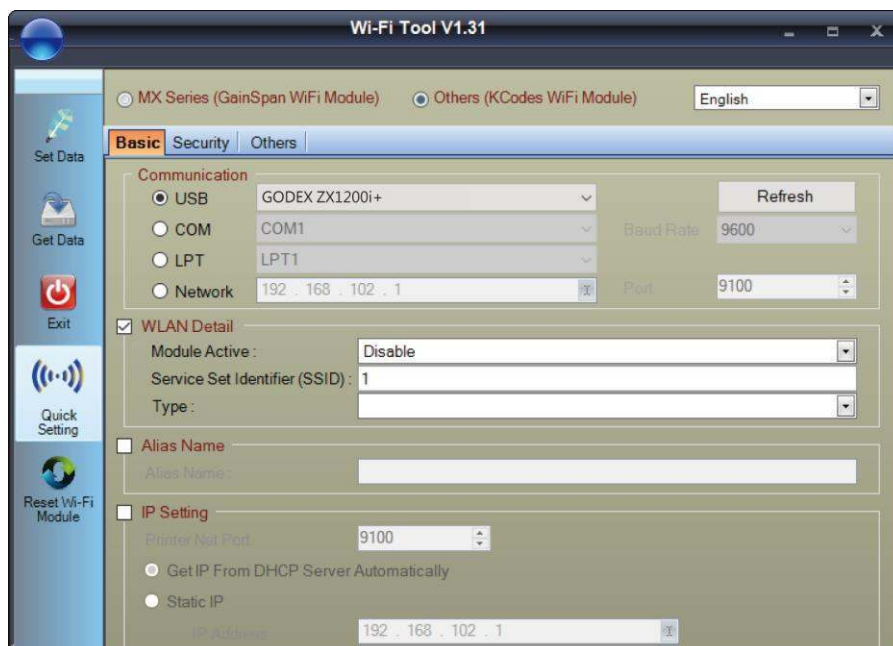 Wi-Fi Tool V1.31
MX Series (GainSpan WiFi Module) Others (KCodes WiFi Module) English
Set Data
Get Data
Exit
Quick
Setting
Reset Wi-Fi
Module
Basic Security Others
Communication
USB GODEX ZX1200i+ Refresh
COM COM1 Baud Rate 9600
LPT LPT1
Network 192 . 168 . 102 . 1 Port 9100
WLAN Detail
Module Active : Disable
Service Set Identifier (SSID) : 1
Type :
Alias Name
Alias Name :
IP Setting
Printer Net Port 9100
Get IP From DHCP Server Automatically
Static IP
IP Address 192 . 168 . 102 . 1